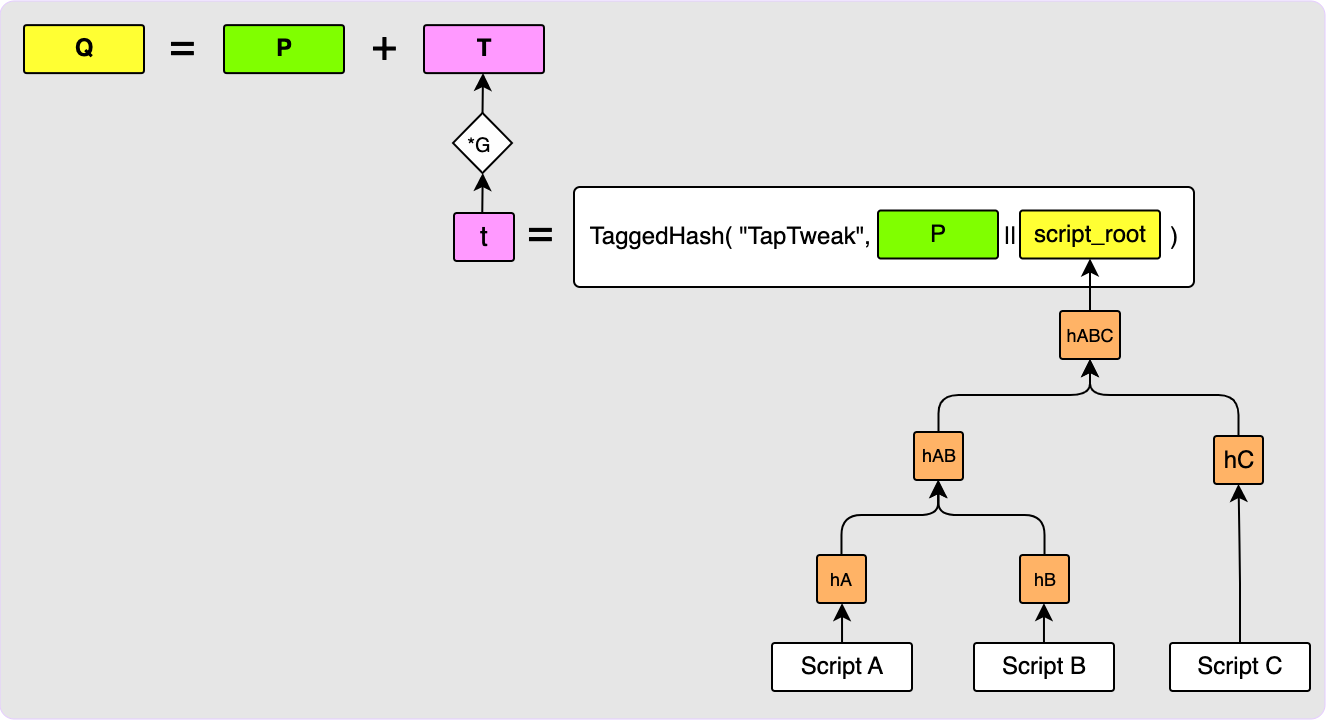 Q = P + T
*G
t = TaggedHash( "TapTweak", P || script_root )
hABC
hAB hC
hA hB
Script A Script B Script C